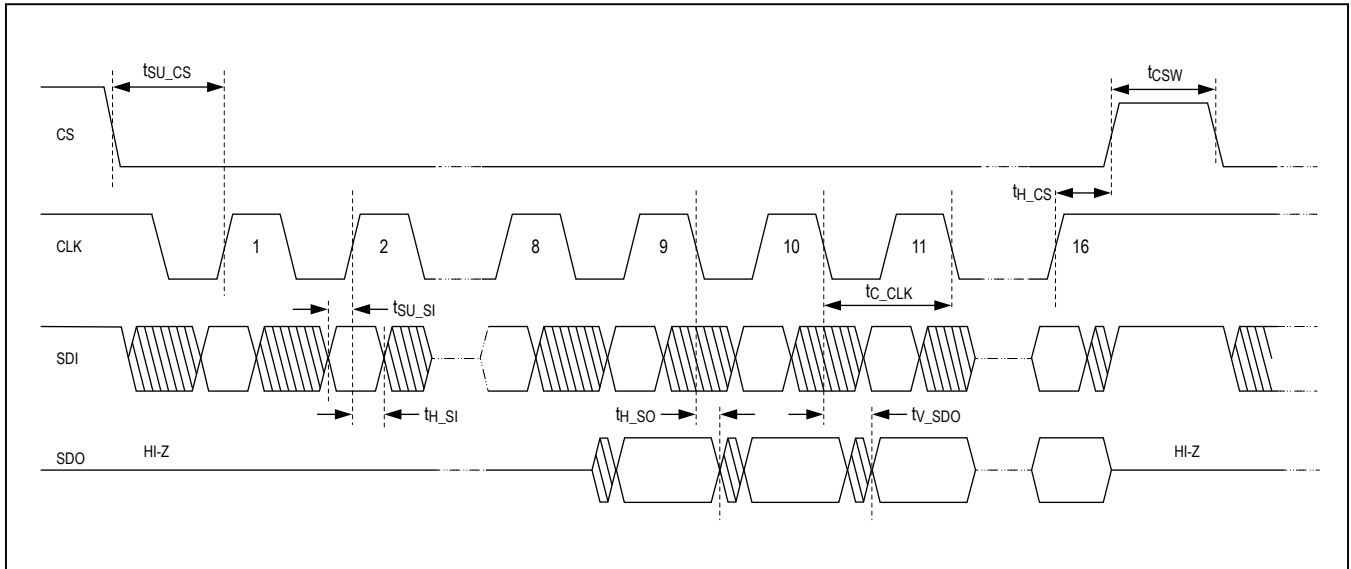 tSU_CS
tCSW
CS
tH_CS
CLK
1
2
8
9
10
11
16
tC_CLK
tSU_SI
SDI
tH_SI
tH_SO
tV_SDO
SDO
HI-Z
HI-Z